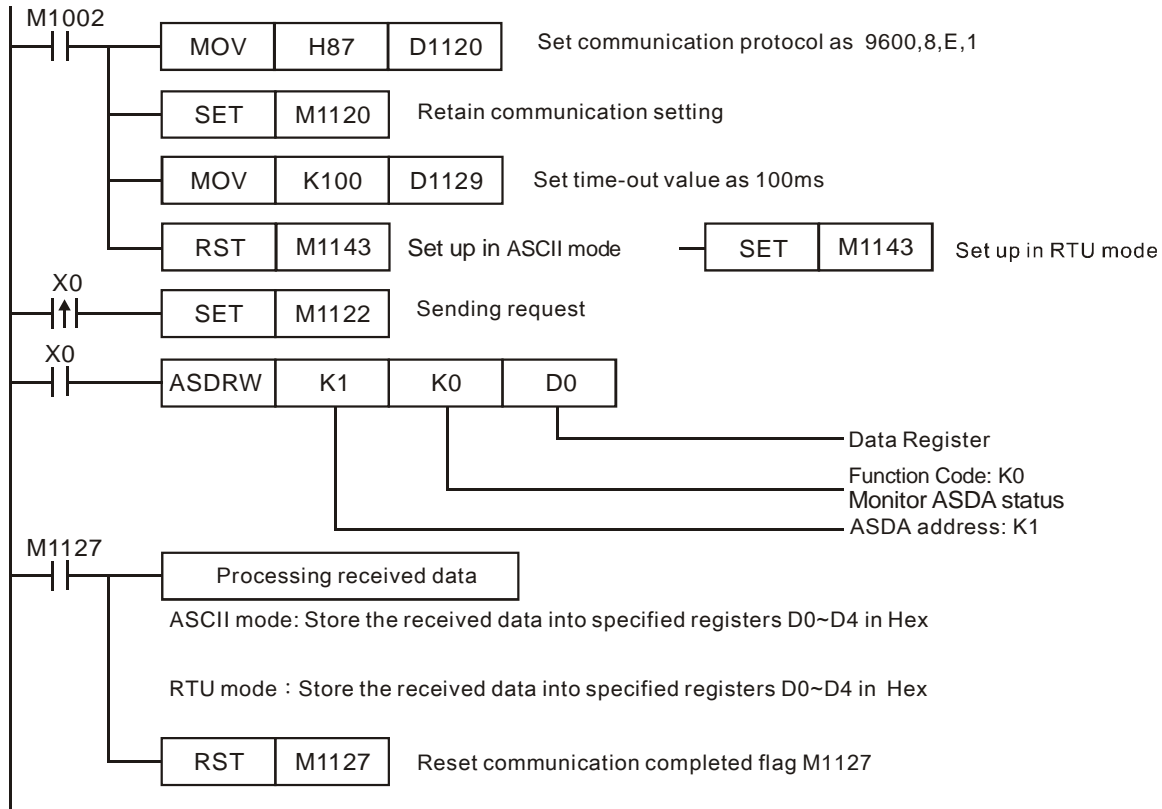 M1002
MOV H87 D1120 Set communication protocol as 9600,8,E,1
SET M1120 Retain communication setting
MOV K100 D1129 Set time-out value as 100ms
RST M1143 Set up in ASCII mode SET M1143 Set up in RTU mode
X0
SET M1122 Sending request
X0
ASDRW K1 K0 D0
Data Register
Function Code: K0
Monitor ASDA status
ASDA address: K1
M1127
Processing received data
ASCII mode: Store the received data into specified registers D0~D4 in Hex
RTU mode：Store the received data into specified registers D0~D4 in Hex
RST M1127 Reset communication completed flag M1127